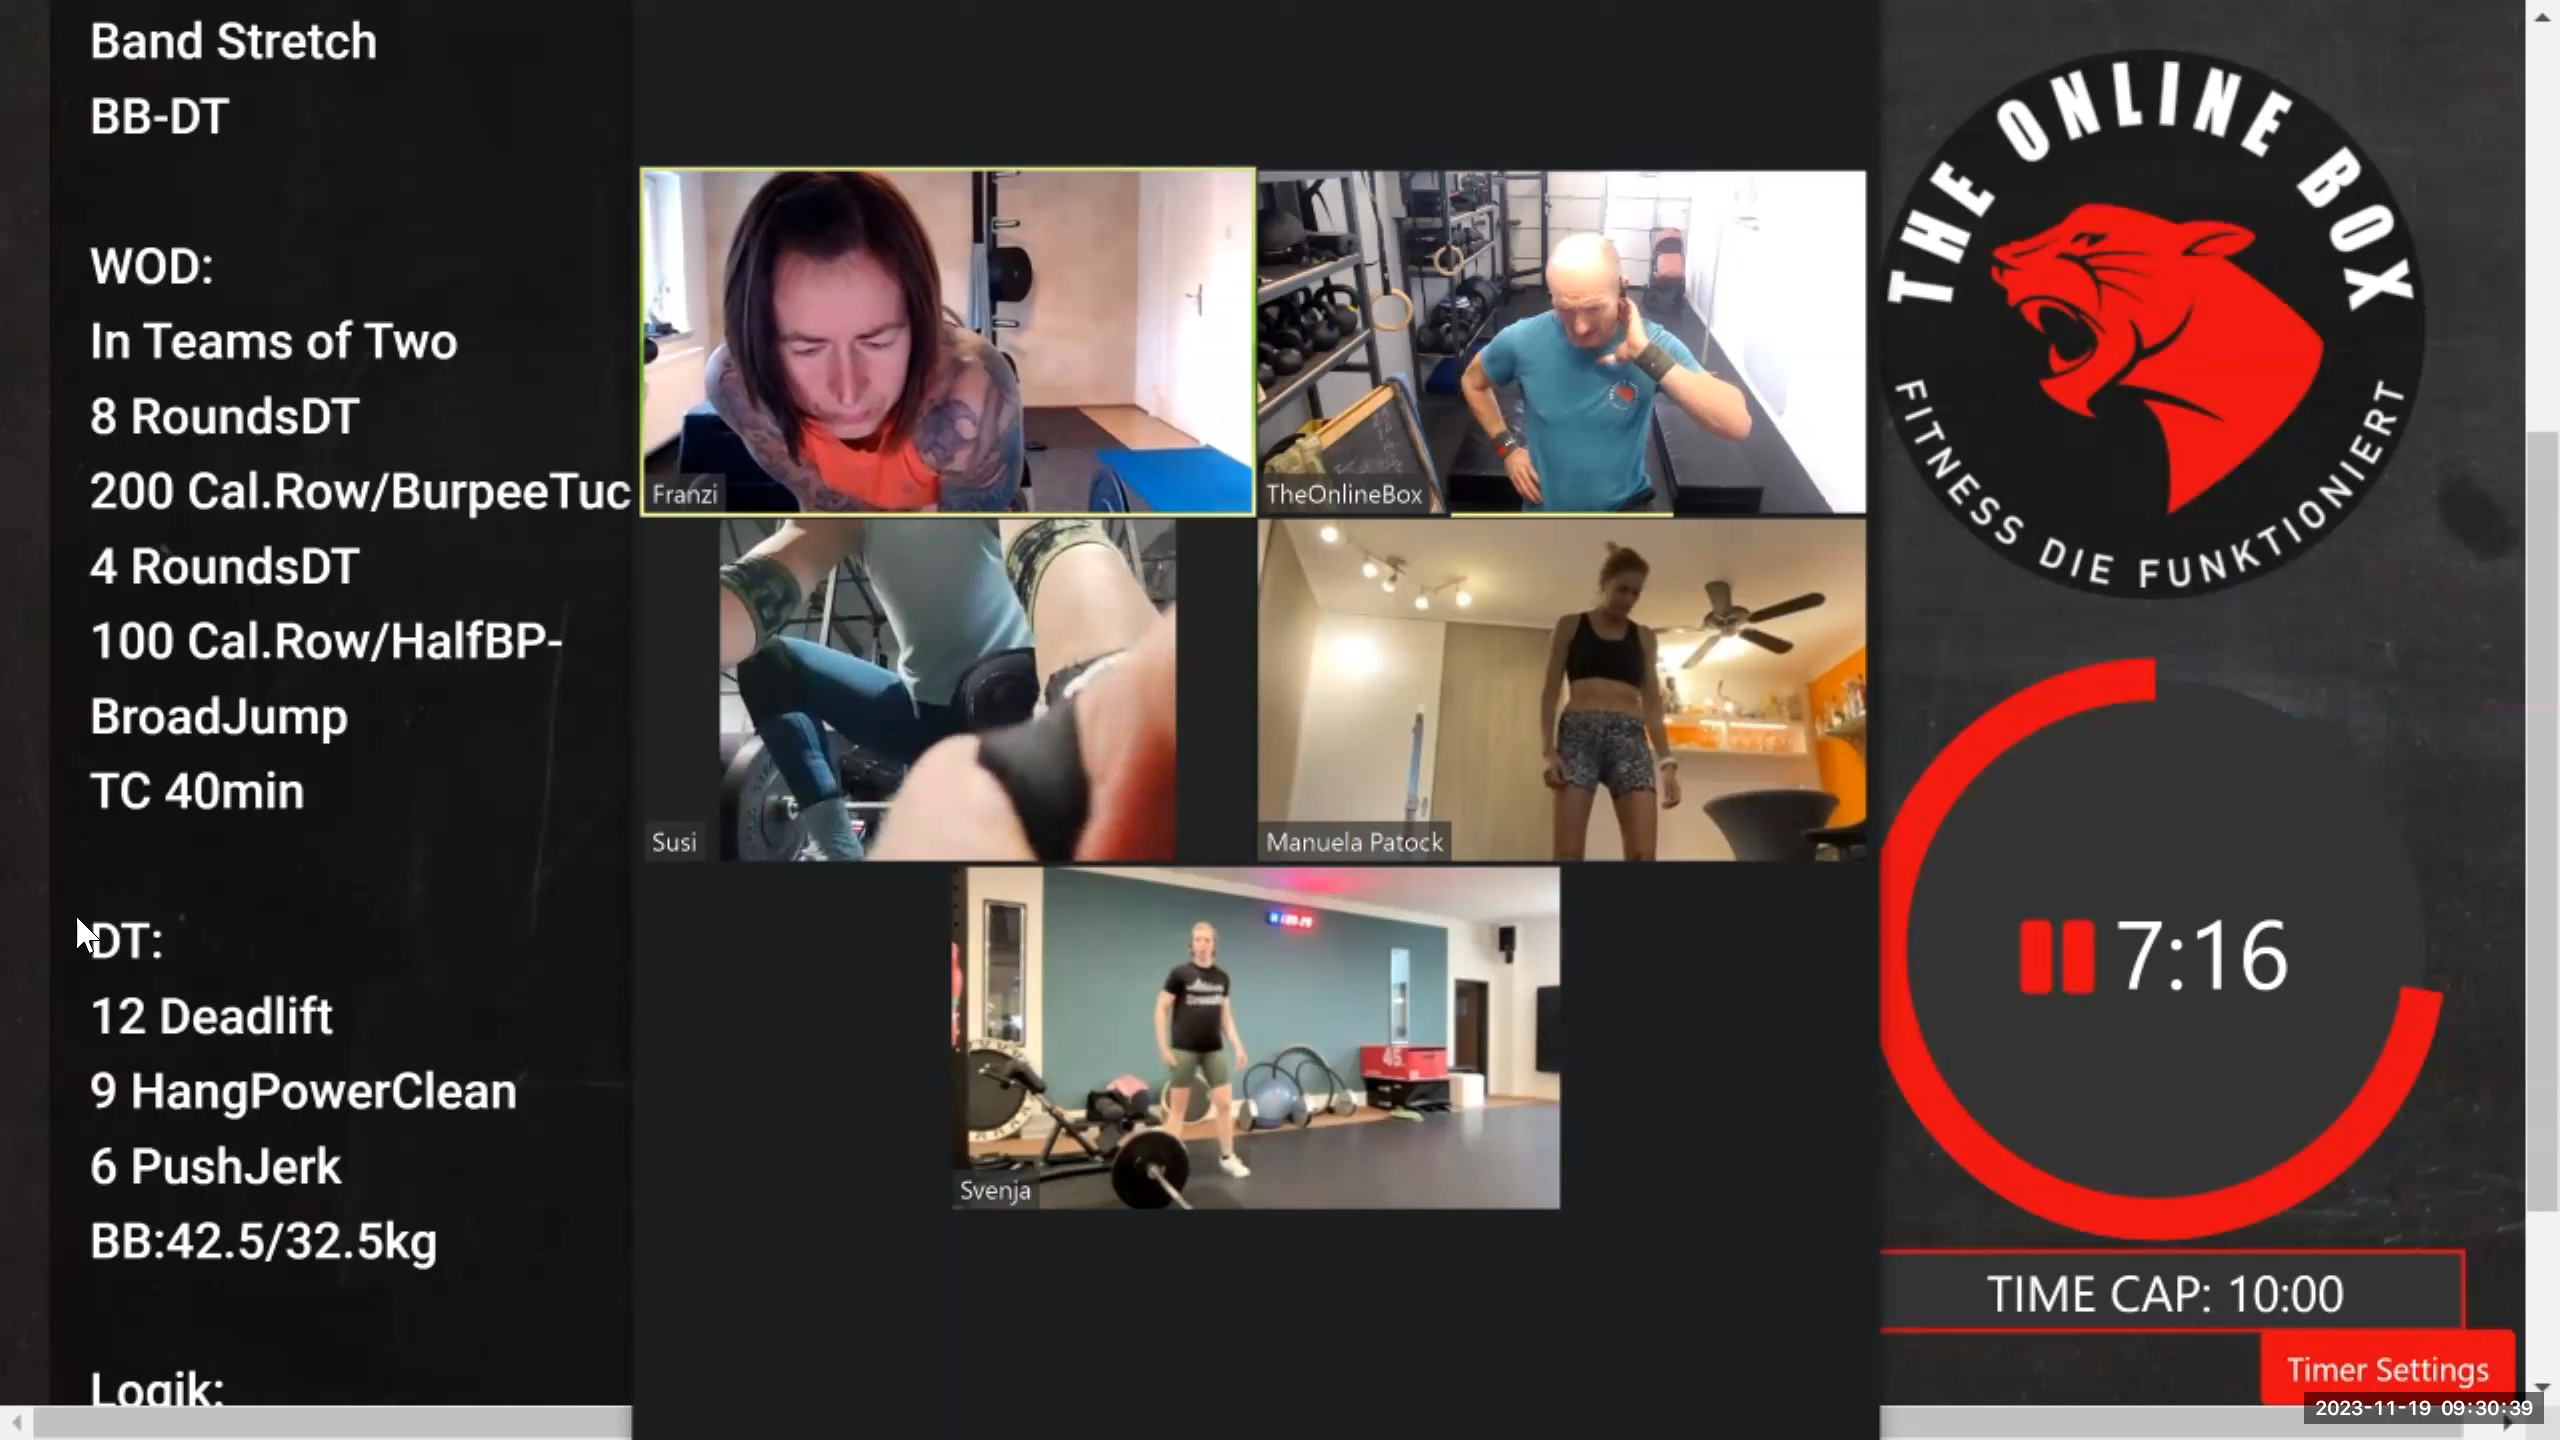 Band Stretch
BB-DT
WOD:
In Teams of Two
8 RoundsDT
200 Cal.Row/BurpeeTuc
4 RoundsDT
100 Cal.Row/HalfBP-
BroadJump
TC 40min
DT:
12 Deadlift
9 HangPowerClean
6 PushJerk
BB:42.5/32.5kg
Logik:
Franzi
TheOnlineBox
Susi
Manuela Patock
45
Svenja
THE ONLINE BOX
FITNESS DIE FUNKTIONIERT
7:16
TIME CAP: 10:00
Timer Settings
2023-11-19 09:30:39